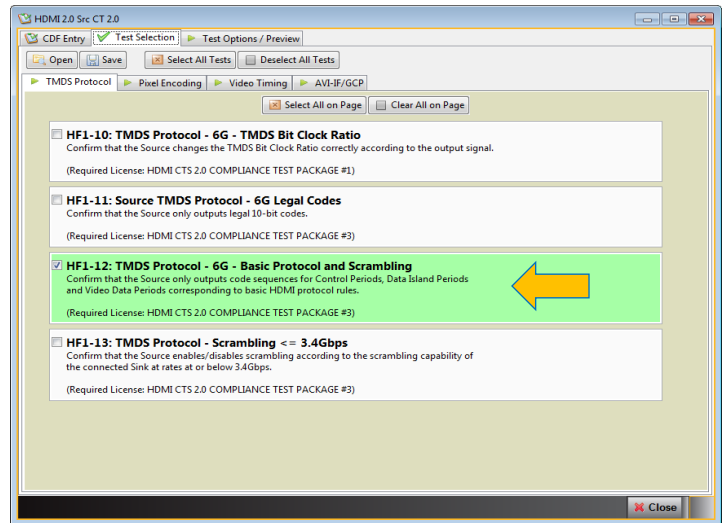 HDMI 2.0 Src CT 2.0
CDF Entry Test Selection Test Options / Preview
Open Save Select All Tests Deselect All Tests
TMDS Protocol Pixel Encoding Video Timing AVI-IF/GCP
Select All on Page Clear All on Page
HF1-10: TMDS Protocol - 6G - TMDS Bit Clock Ratio
Confirm that the Source changes the TMDS Bit Clock Ratio correctly according to the output signal.
(Required License: HDMI CTS 2.0 COMPLIANCE TEST PACKAGE #1)
HF1-11: Source TMDS Protocol - 6G Legal Codes
Confirm that the Source only outputs legal 10-bit codes.
(Required License: HDMI CTS 2.0 COMPLIANCE TEST PACKAGE #3)
HF1-12: TMDS Protocol - 6G - Basic Protocol and Scrambling
Confirm that the Source only outputs code sequences for Control Periods, Data Island Periods
and Video Data Periods corresponding to basic HDMI protocol rules.
(Required License: HDMI CTS 2.0 COMPLIANCE TEST PACKAGE #3)
HF1-13: TMDS Protocol - Scrambling <= 3.4Gbps
Confirm that the Source enables/disables scrambling according to the scrambling capability of
the connected Sink at rates at or below 3.4Gbps.
(Required License: HDMI CTS 2.0 COMPLIANCE TEST PACKAGE #3)
Close